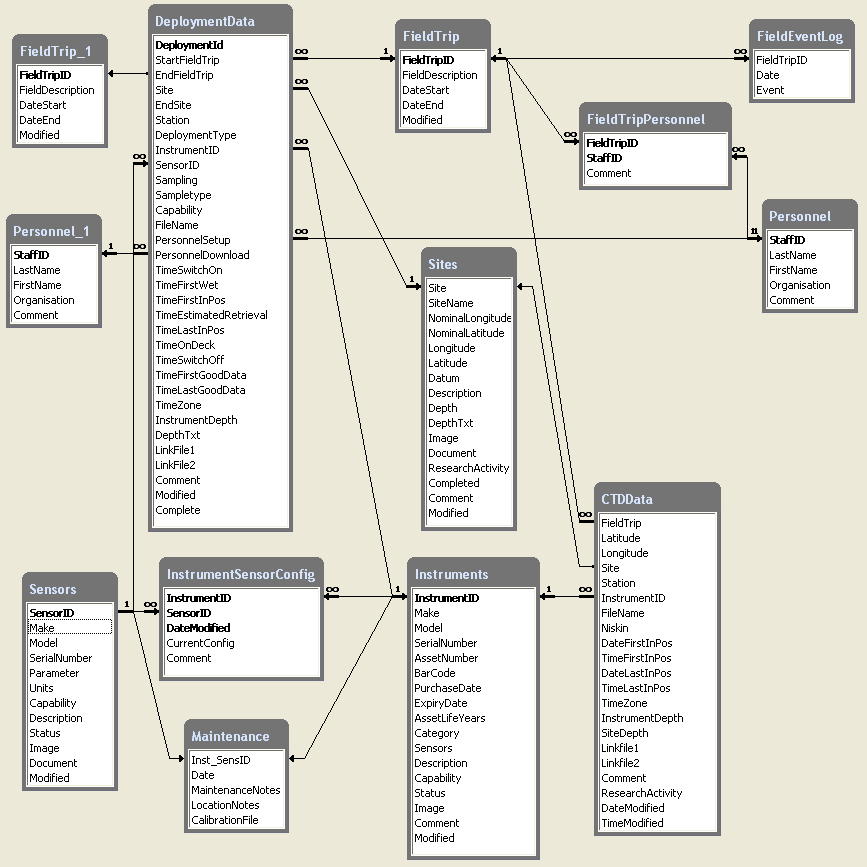 FieldTrip_1
FieldTripID
FieldDescription
DateStart
DateEnd
Modified
DeploymentData
DeploymentId
StartFieldTrip
EndFieldTrip
Site
EndSite
Station
DeploymentType
InstrumentID
SensorID
Sampling
Sampletype
Capability
FileName
PersonnelSetup
PersonnelDownload
TimeSwitchOn
TimeFirstWet
TimeFirstInPos
TimeEstimatedRetrieval
TimeLastInPos
TimeOnDeck
TimeSwitchOff
TimeFirstGoodData
TimeLastGoodData
TimeZone
InstrumentDepth
DepthTxt
LinkFile1
LinkFile2
Comment
Modified
Complete
FieldTrip
FieldTripID
FieldDescription
DateStart
DateEnd
Modified
FieldEventLog
FieldTripID
Date
Event
FieldTripPersonnel
FieldTripID
StaffID
Comment
Personnel_1
StaffID
LastName
FirstName
Organisation
Comment
Personnel
StaffID
LastName
FirstName
Organisation
Comment
Sites
Site
SiteName
NominalLongitude
NominalLatitude
Longitude
Latitude
Datum
Description
Depth
DepthTxt
Image
Document
ResearchActivity
Completed
Comment
Modified
CTDData
FieldTrip
Latitude
Longitude
Site
Station
InstrumentID
FileName
Niskin
DateFirstInPos
TimeFirstInPos
DateLastInPos
TimeLastInPos
TimeZone
InstrumentDepth
SiteDepth
Linkfile1
Linkfile2
Comment
ResearchActivity
DateModified
TimeModified
Sensors
SensorID
Make
Model
SerialNumber
Parameter
Units
Capability
Description
Status
Image
Document
Modified
InstrumentSensorConfig
InstrumentID
SensorID
DateModified
CurrentConfig
Comment
Instruments
InstrumentID
Make
Model
SerialNumber
AssetNumber
BarCode
PurchaseDate
ExpiryDate
AssetLifeYears
Category
Sensors
Description
Capability
Status
Image
Comment
Modified
Maintenance
Inst_SensID
Date
MaintenanceNotes
LocationNotes
CalibrationFile
∞
1
1
∞
∞
∞
∞
1
∞
∞
11
∞
1
∞
1
∞
1
∞
∞
1
∞
1
∞